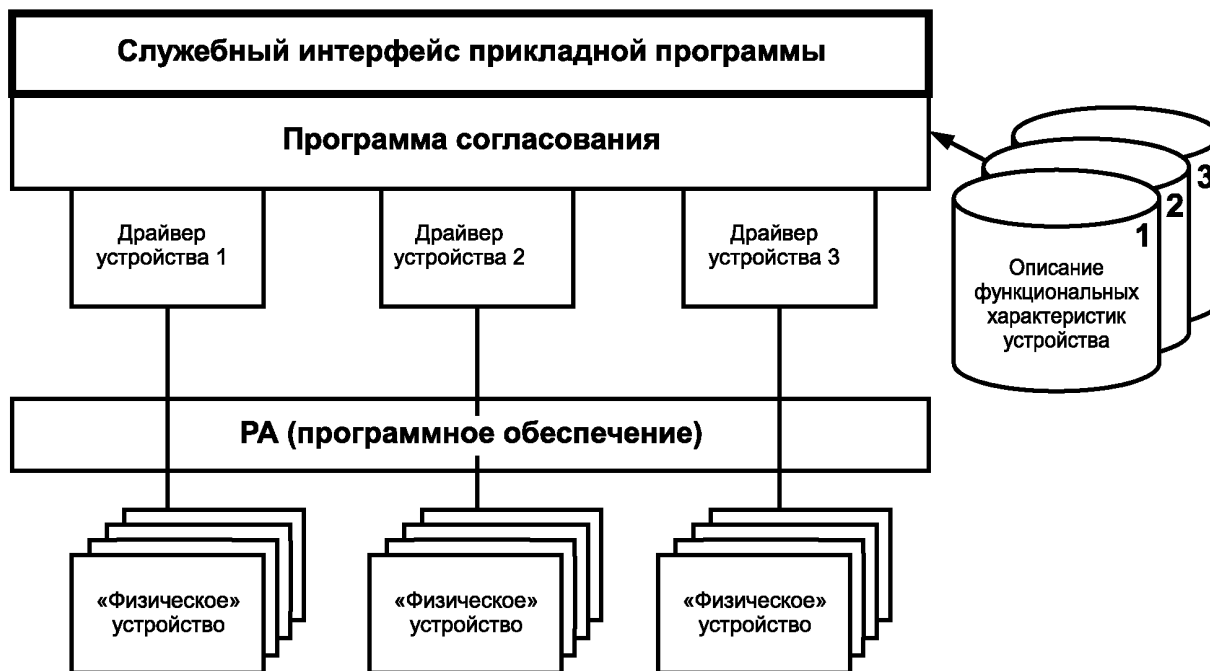 Служебный интерфейс прикладной программы
Программа согласования
Драйвер
устройства 1
Драйвер
устройства 2
Драйвер
устройства 3
3
2
1
Описание
функциональных
характеристик
устройства
РА (программное обеспечение)
«Физическое»
устройство
«Физическое»
устройство
«Физическое»
устройство